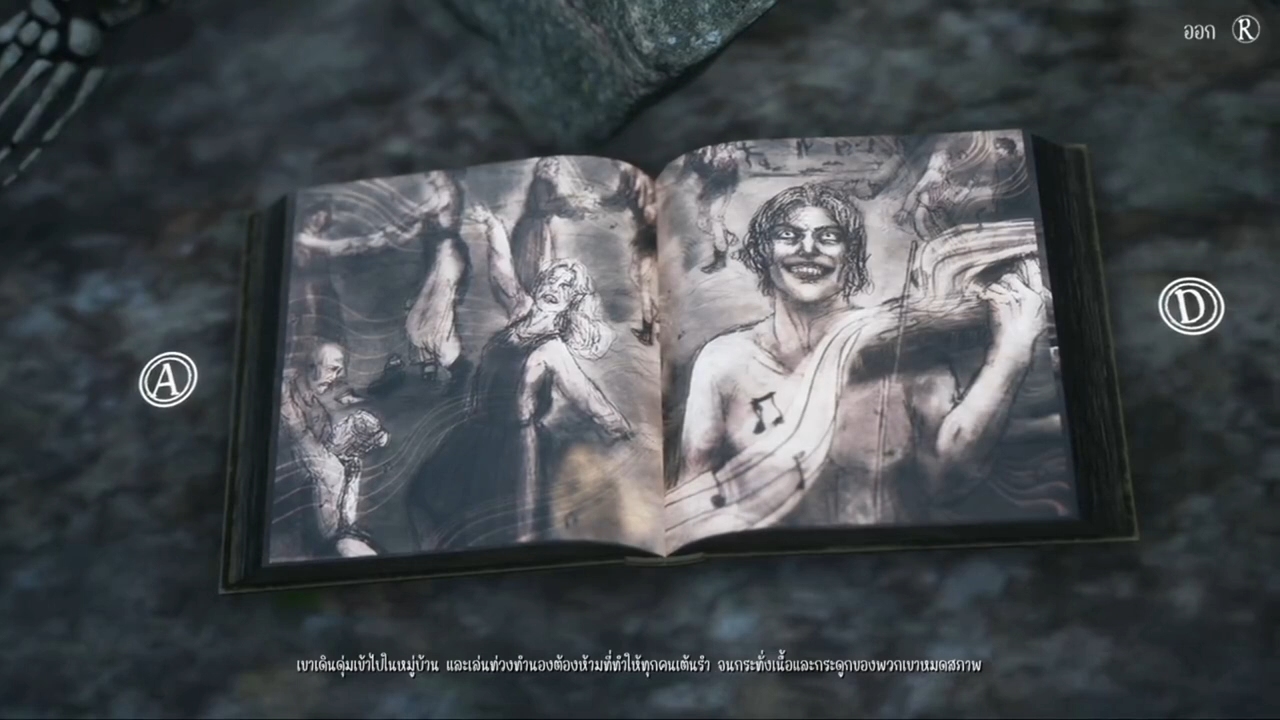 ออก R
A
D
เขาเดินดุ่มเข้าไปในหมู่บ้าน และเล่นท่วงทำนองต้องห้ามที่ทำให้ทุกคนเต้นรำ จนกระทั่งเนื้อและกระดูกของพวกเขาหมดสภาพ